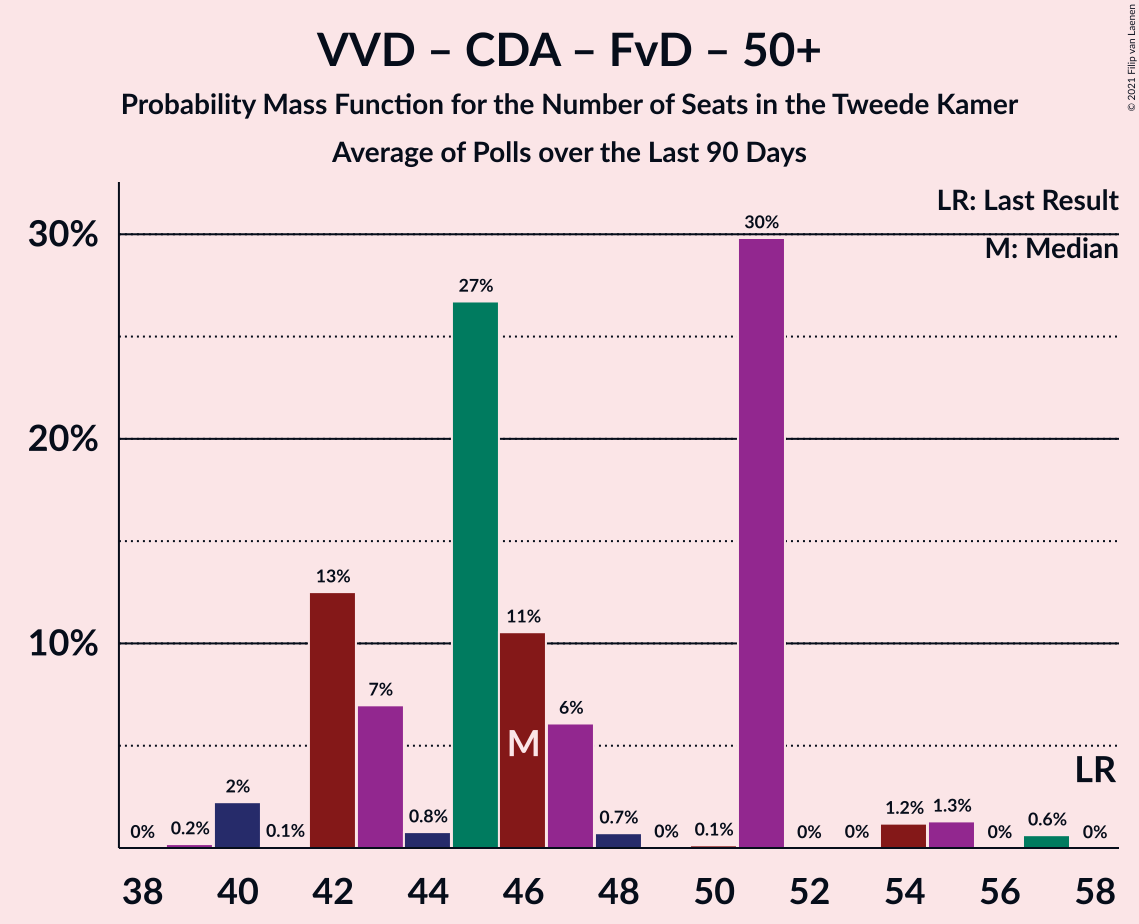 VVD – CDA – FvD – 50+
Probability Mass Function for the Number of Seats in the Tweede Kamer
Average of Polls over the Last 90 Days
© 2021 Filip van Laenen
LR: Last Result
M: Median
30%
20%
10%
0%
0.2%
2%
0.1%
13%
7%
0.8%
27%
11%
6%
0.7%
0%
0.1%
30%
0%
0%
1.2%
1.3%
0%
0.6%
0%
M
LR
38 40 42 44 46 48 50 52 54 56 58